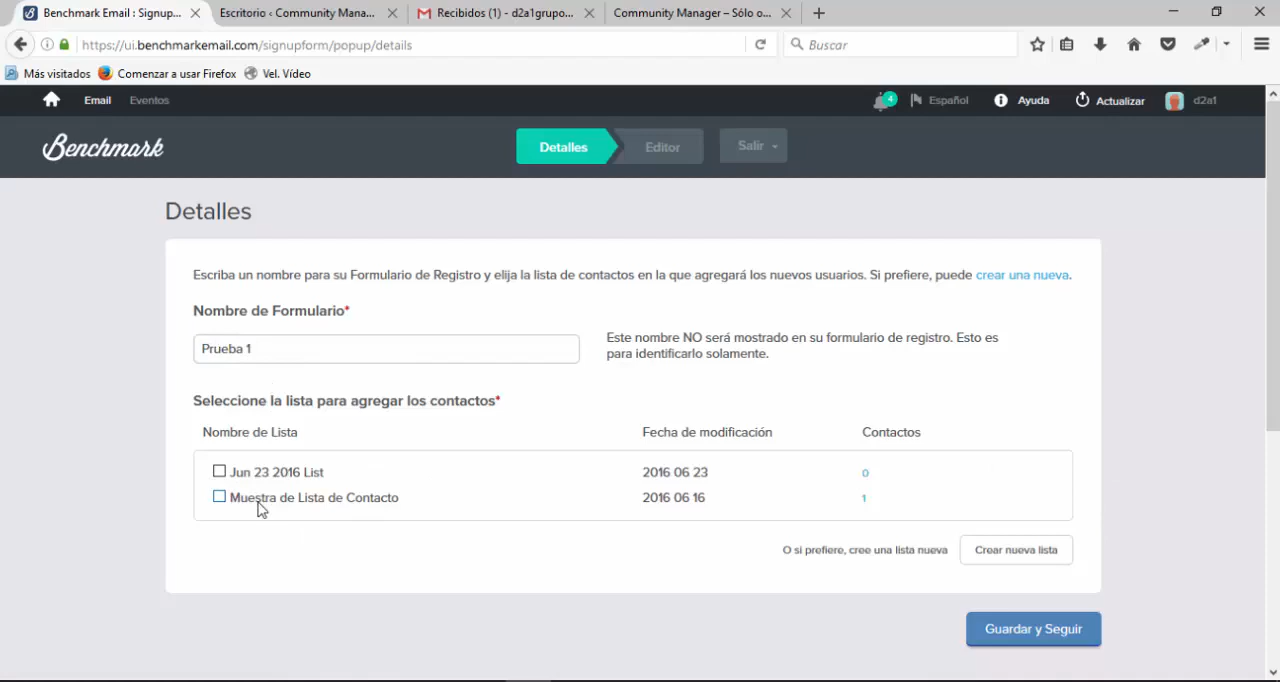 Benchmark Email : Signup... Escritorio ‹ Community Mana... Recibidos (1) - d2a1grupo... Community Manager – Sólo o...
https://ui.benchmarkemail.com/signupform/popup/details Buscar
Más visitados Comenzar a usar Firefox Vel. Vídeo
Email Eventos 4 Español Ayuda Actualizar d2a1
Benchmark Detalles Editor Salir
Detalles
Escriba un nombre para su Formulario de Registro y elija la lista de contactos en la que agregará los nuevos usuarios. Si prefiere, puede crear una nueva.
Nombre de Formulario*
Prueba 1
Este nombre NO será mostrado en su formulario de registro. Esto es
para identificarlo solamente.
Seleccione la lista para agregar los contactos*
Nombre de Lista Fecha de modificación Contactos
Jun 23 2016 List 2016 06 23 0
Muestra de Lista de Contacto 2016 06 16 1
O si prefiere, cree una lista nueva Crear nueva lista
Guardar y Seguir